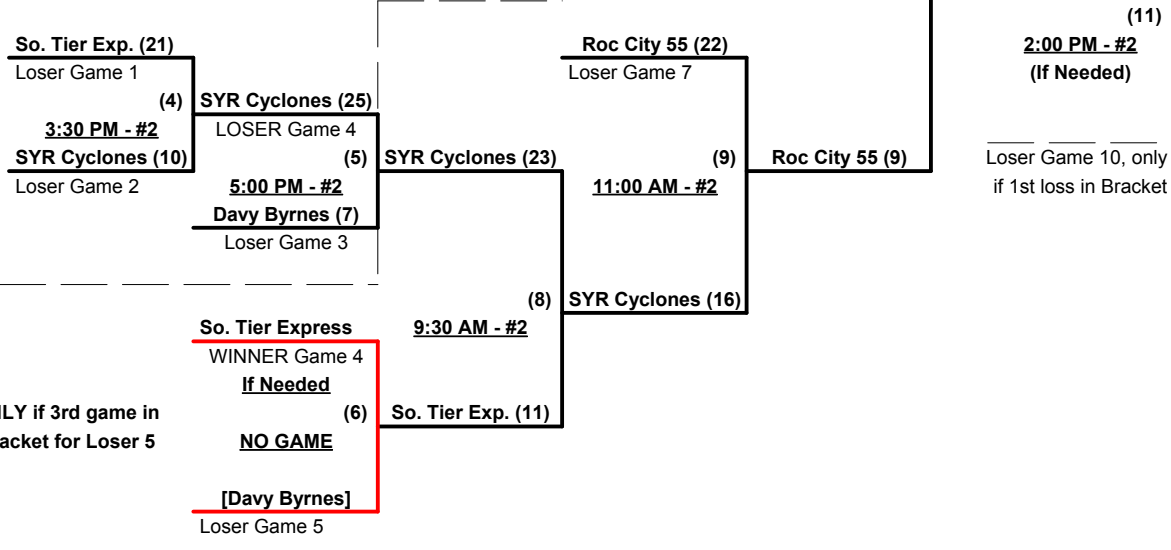 (11)
So. Tier Exp. (21)
Roc City 55 (22)
2:00 PM - #2
Loser Game 1
Loser Game 7
(If Needed)
(4)
SYR Cyclones (25)
3:30 PM - #2
LOSER Game 4
SYR Cyclones (10)
(5)
SYR Cyclones (23)
(9)
Roc City 55 (9)
Loser Game 10, only
Loser Game 2
5:00 PM - #2
11:00 AM - #2
if 1st loss in Bracket
Davy Byrnes (7)
Loser Game 3
(8)
SYR Cyclones (16)
So. Tier Express
9:30 AM - #2
WINNER Game 4
If Needed
LY if 3rd game in
(6)
So. Tier Exp. (11)
acket for Loser 5
NO GAME
[Davy Byrnes]
Loser Game 5